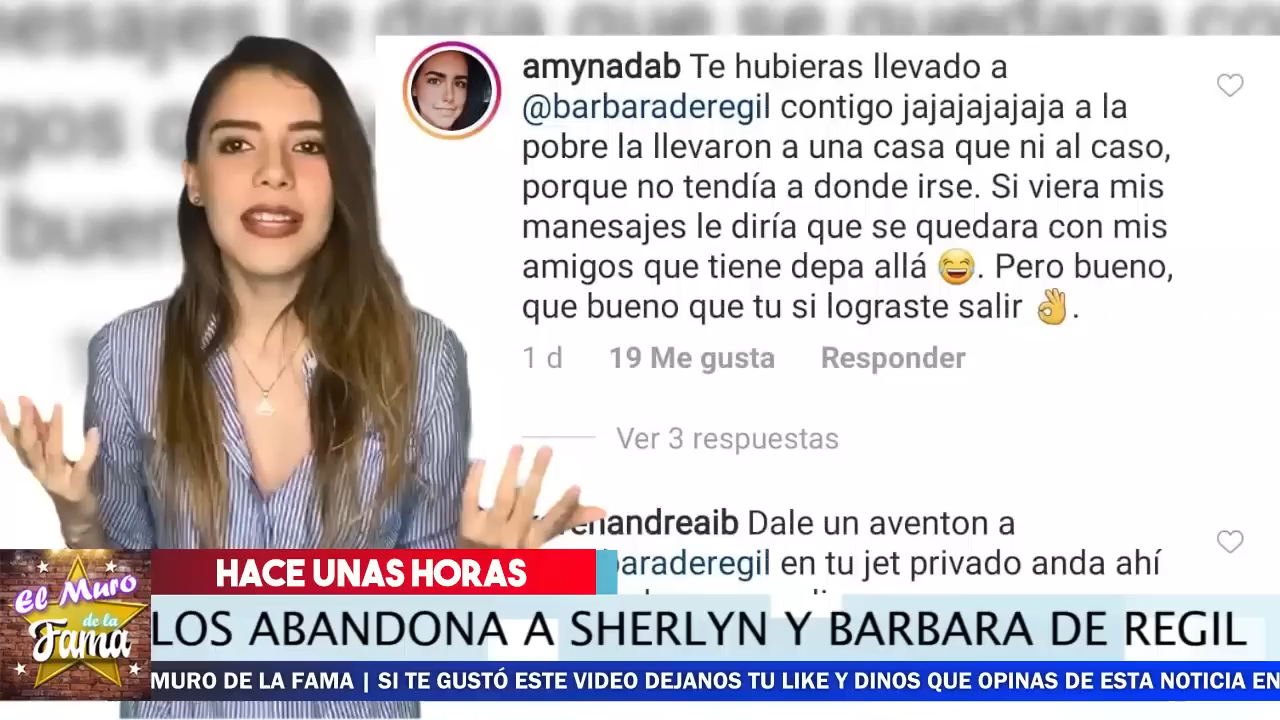 amynadab Te hubieras llevado a
@barbaraderegil contigo jajajajajaja a la
pobre la llevaron a una casa que ni al caso,
porque no tendía a donde irse. Si viera mis
manesajes le diría que se quedara con mis
amigos que tiene depa allá 😂. Pero bueno,
que bueno que tu si lograste salir 👌.
1 d 19 Me gusta Responder
Ver 3 respuestas
enandreaib Dale un aventon a
baraderegil en tu jet privado anda ahí
HACE UNAS HORAS
El Muro
de la
Fama
LOS ABANDONA A SHERLYN Y BARBARA DE REGIL
MURO DE LA FAMA | SI TE GUSTÓ ESTE VIDEO DEJANOS TU LIKE Y DINOS QUE OPINAS DE ESTA NOTICIA EN